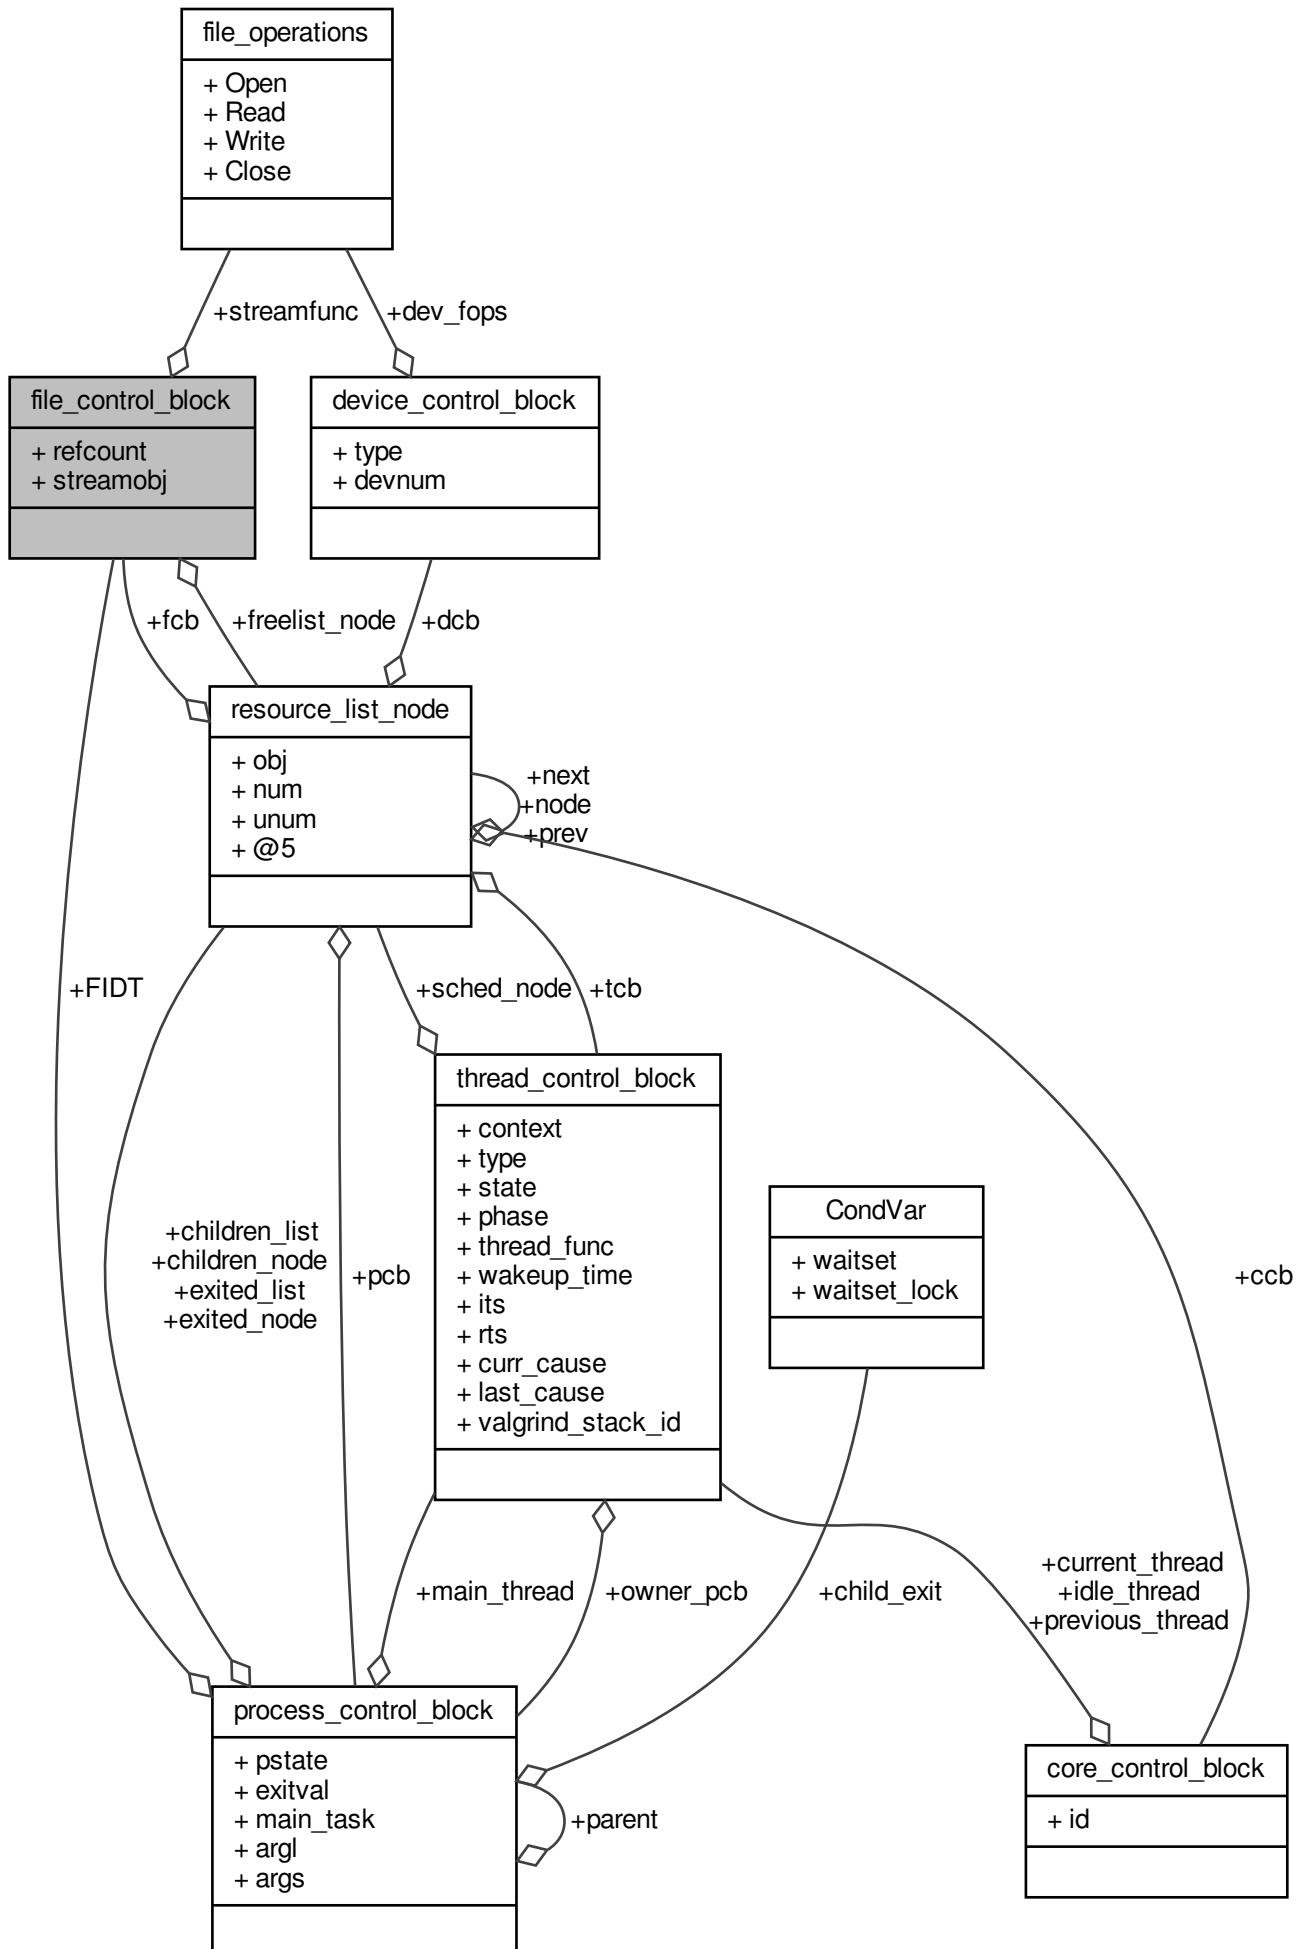 file_operations
+ Open
+ Read
+ Write
+ Close
+streamfunc
+dev_fops
file_control_block
+ refcount
+ streamobj
device_control_block
+ type
+ devnum
+fcb
+freelist_node
+dcb
resource_list_node
+ obj
+ num
+ unum
+ @5
+next
+node
+prev
+FIDT
+sched_node
+tcb
thread_control_block
+ context
+ type
+ state
+ phase
+ thread_func
+ wakeup_time
+ its
+ rts
+ curr_cause
+ last_cause
+ valgrind_stack_id
CondVar
+ waitset
+ waitset_lock
+children_list
+children_node
+exited_list
+exited_node
+pcb
+ccb
+main_thread
+owner_pcb
+child_exit
+current_thread
+idle_thread
+previous_thread
process_control_block
+ pstate
+ exitval
+ main_task
+ argl
+ args
+parent
core_control_block
+ id